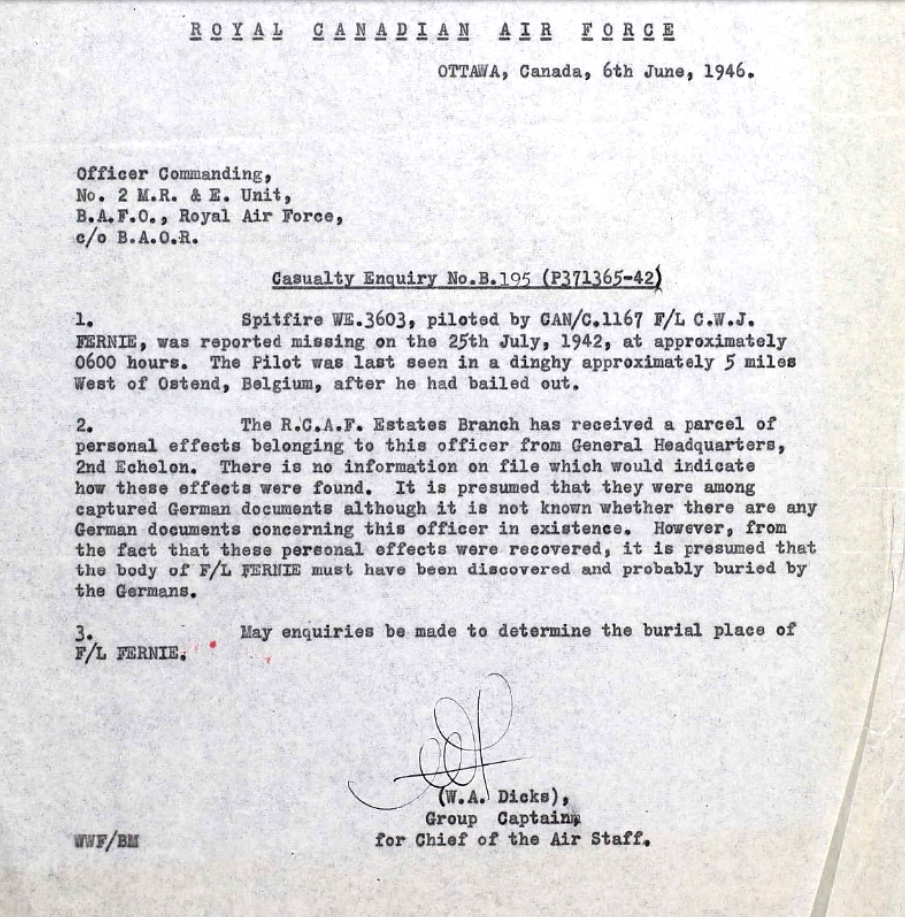 ROYAL CANADIAN AIR FORCE
OTTAWA, Canada, 6th June, 1946.
Officer Commanding,
No. 2 M.R. & E. Unit,
B.A.F.O., Royal Air Force,
c/o B.A.O.R.
Casualty Enquiry No.B.195 (P371365-42)
1. Spitfire WE.3603, piloted by CAN/C.1167 F/L C.W.J.
FERNIE, was reported missing on the 25th July, 1942, at approximately
0600 hours. The Pilot was last seen in a dinghy approximately 5 miles
West of Ostend, Belgium, after he had bailed out.
2. The R.C.A.F. Estates Branch has received a parcel of
personal effects belonging to this officer from General Headquarters,
2nd Echelon. There is no information on file which would indicate
how these effects were found. It is presumed that they were among
captured German documents although it is not known whether there are any
German documents concerning this officer in existence. However, from
the fact that these personal effects were recovered, it is presumed that
the body of F/L FERNIE must have been discovered and probably buried by
the Germans.
3. May enquiries be made to determine the burial place of
F/L FERNIE.
(W.A. Dicks),
Group Captain,
WWF/BM for Chief of the Air Staff.